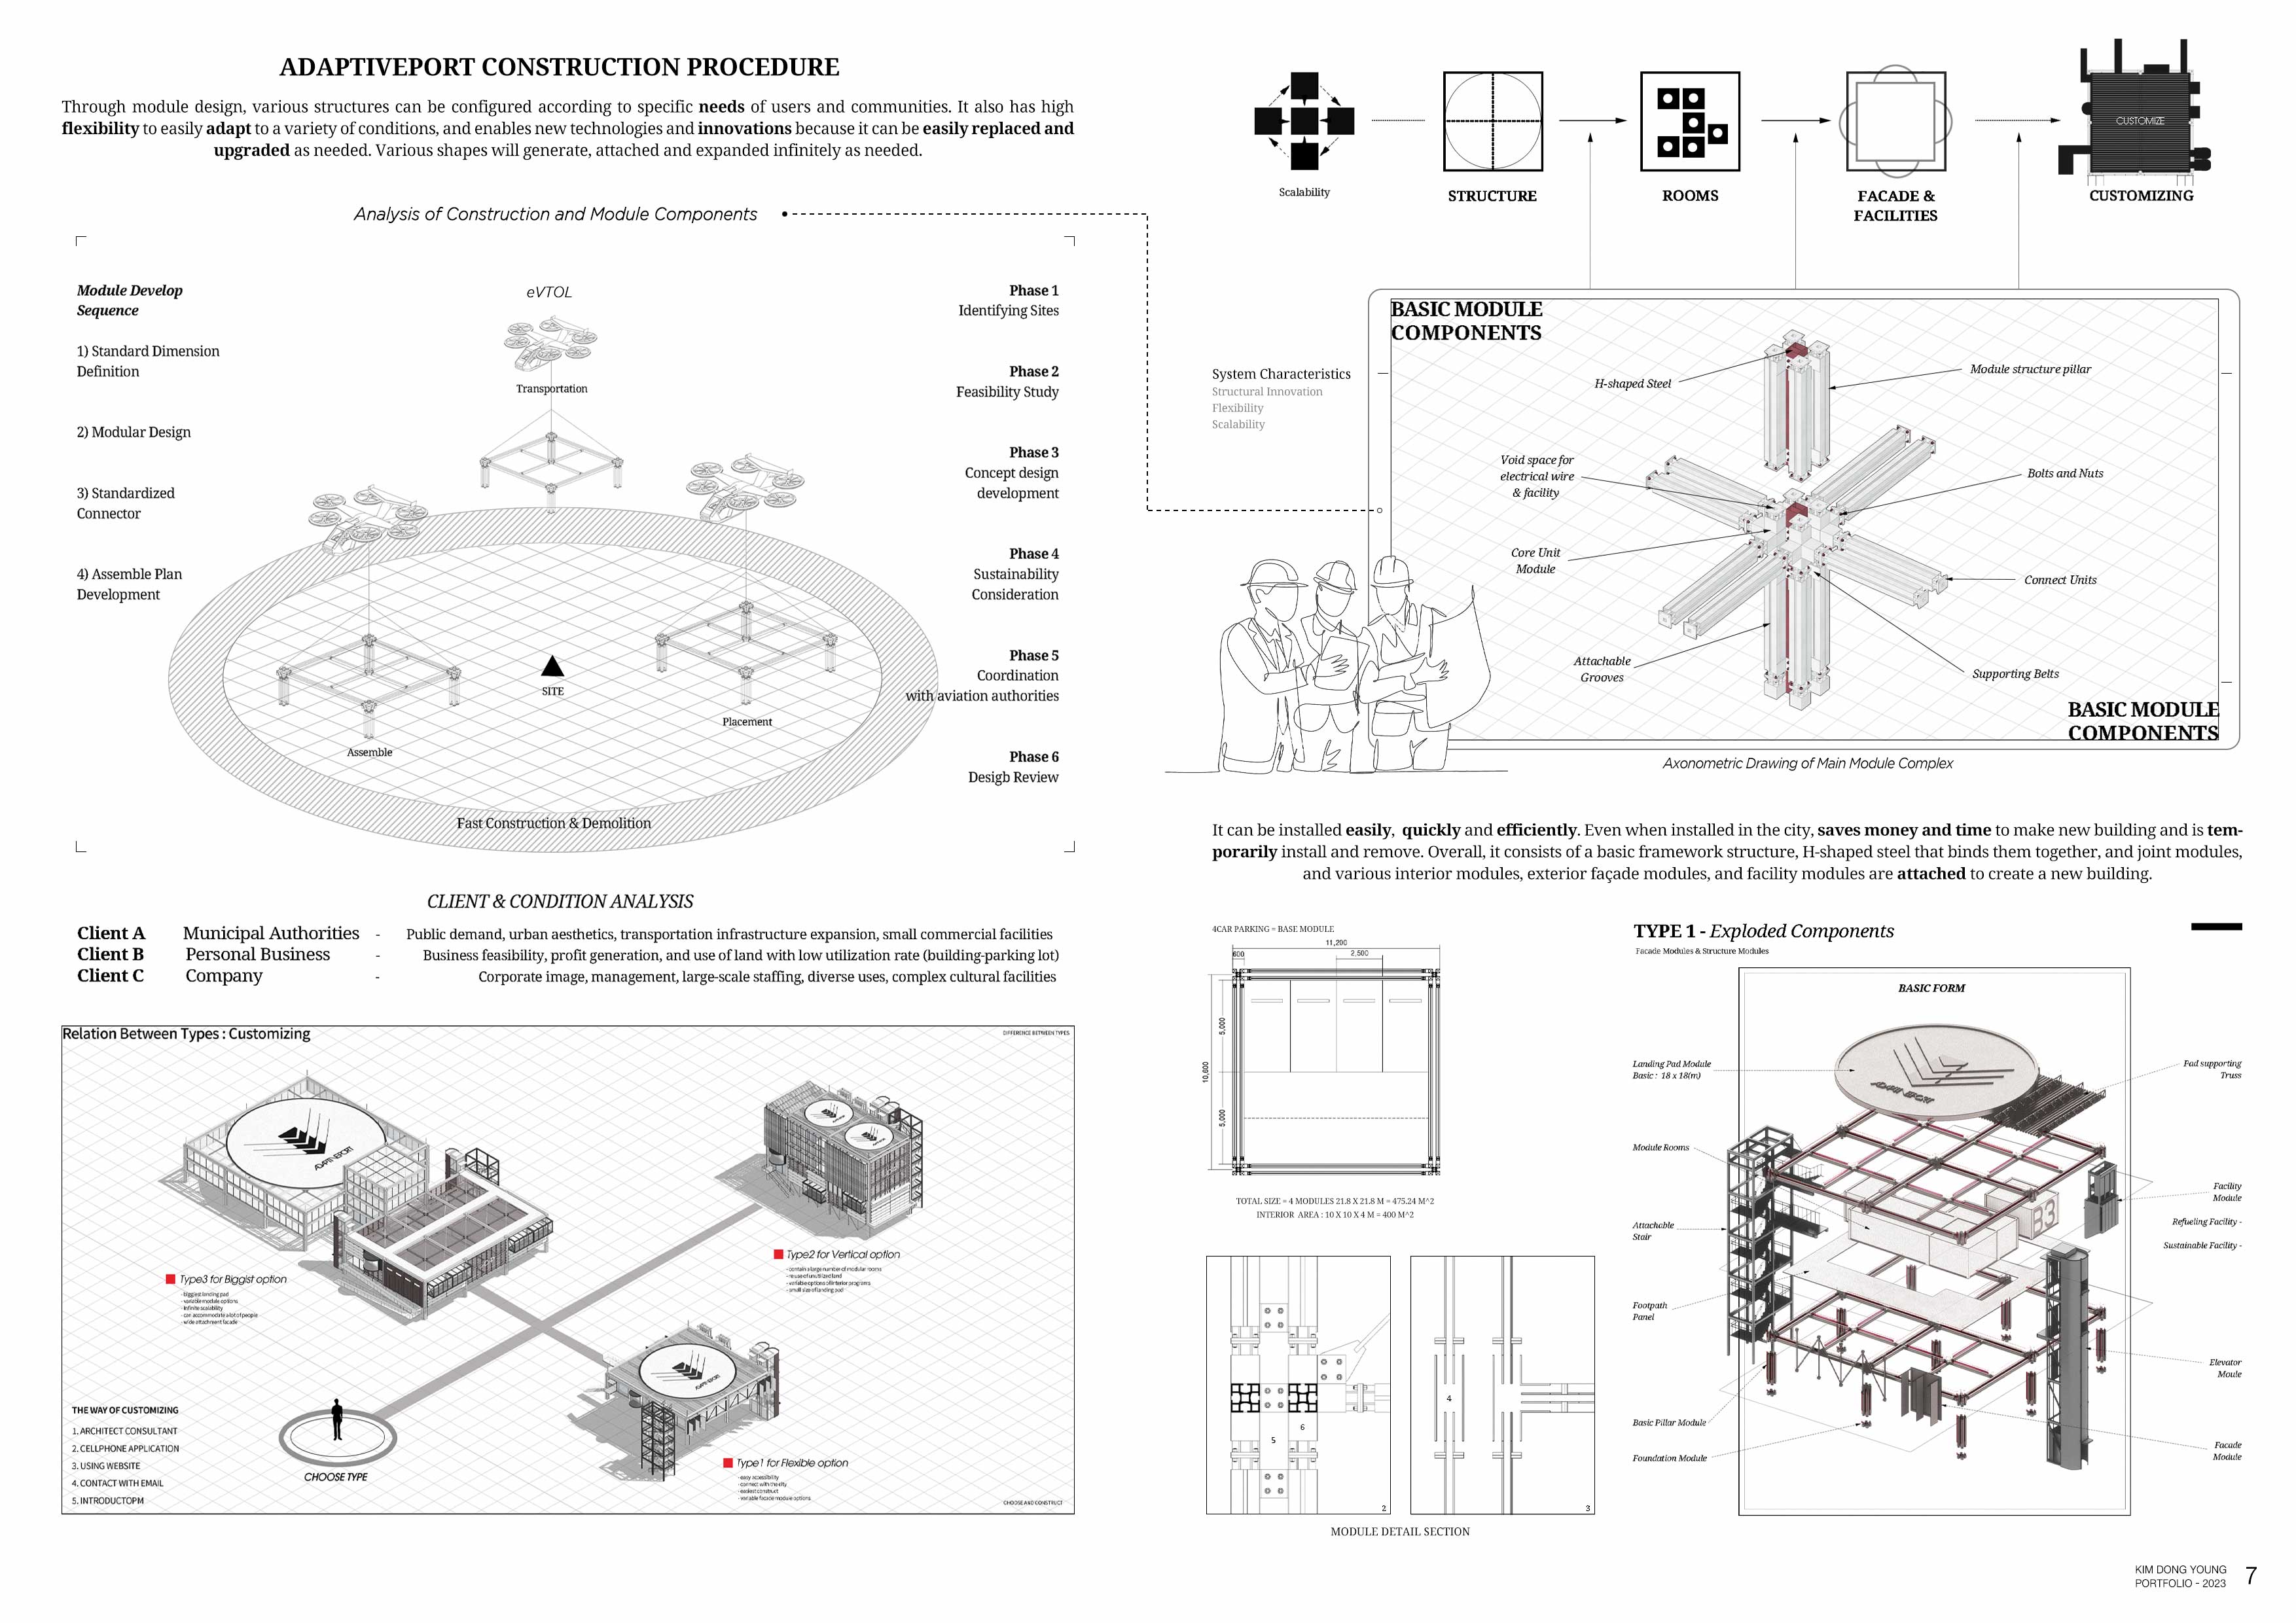 ADAPTIVEPORT CONSTRUCTION PROCEDURE
Through module design, various structures can be configured according to specific needs of users and communities. It also has high
flexibility to easily adapt to a variety of conditions, and enables new technologies and innovations because it can be easily replaced and
upgraded as needed. Various shapes will generate, attached and expanded infinitely as needed.
Analysis of Construction and Module Components
Module Develop
Sequence
1) Standard Dimension
Definition
2) Modular Design
3) Standardized
Connector
4) Assemble Plan
Development
eVTOL
Transportation
SITE
Placement
Assemble
Fast Construction & Demolition
Phase 1
Identifying Sites
Phase 2
Feasibility Study
Phase 3
Concept design
development
Phase 4
Sustainability
Consideration
Phase 5
Coordination
with aviation authorities
Phase 6
Desigb Review
CLIENT & CONDITION ANALYSIS
Client A Municipal Authorities - Public demand, urban aesthetics, transportation infrastructure expansion, small commercial facilities
Client B Personal Business - Business feasibility, profit generation, and use of land with low utilization rate (building-parking lot)
Client C Company - Corporate image, management, large-scale staffing, diverse uses, complex cultural facilities
Relation Between Types : Customizing
DIFFERENCE BETWEEN TYPES
ADAPTIVEPORT
Type3 for Biggist option
- biggest landing pad
- variable module options
- infinite scalability
- can accommodate a lot of people
- wide attachment facade
Type2 for Vertical option
- contain a large number of modular rooms
- reuse of unutilized land
- variable options of interior programs
- small size of landing pad
ADAPTIVEPORT
Type1 for Flexible option
- easy accessibility
- connect with the city
- easiest construct
- variable facade module options
THE WAY OF CUSTOMIZING
1. ARCHITECT CONSULTANT
2. CELLPHONE APPLICATION
3. USING WEBSITE
4. CONTACT WITH EMAIL
5. INTRODUCTOPM
CHOOSE TYPE
CHOOSE AND CONSTRUCT
Scalability
STRUCTURE
ROOMS
FACADE &
FACILITIES
CUSTOMIZE
CUSTOMIZING
System Characteristics
Structural Innovation
Flexibility
Scalability
BASIC MODULE
COMPONENTS
H-shaped Steel
Module structure pillar
Void space for
electrical wire
& facility
Bolts and Nuts
Core Unit
Module
Connect Units
Attachable
Grooves
Supporting Belts
BASIC MODULE
COMPONENTS
Axonometric Drawing of Main Module Complex
It can be installed easily, quickly and efficiently. Even when installed in the city, saves money and time to make new building and is tem-
porarily install and remove. Overall, it consists of a basic framework structure, H-shaped steel that binds them together, and joint modules,
and various interior modules, exterior façade modules, and facility modules are attached to create a new building.
4CAR PARKING = BASE MODULE
11,200
600
2,500
5,000
10,600
5,000
TOTAL SIZE = 4 MODULES 21.8 X 21.8 M = 475.24 M^2
INTERIOR AREA : 10 X 10 X 4 M = 400 M^2
5
6
2
4
3
MODULE DETAIL SECTION
TYPE 1 - Exploded Components
Facade Modules & Structure Modules
BASIC FORM
Landing Pad Module
Basic : 18 x 18(m)
ADAPTIVEPORT
Pad supporting
Truss
Module Rooms
Facility
Module
Refueling Facility -
Sustainable Facility -
B3
Attachable
Stair
Footpath
Panel
Elevator
Moule
Basic Pillar Module
Foundation Module
Facade
Module
KIM DONG YOUNG
PORTFOLIO - 2023
7